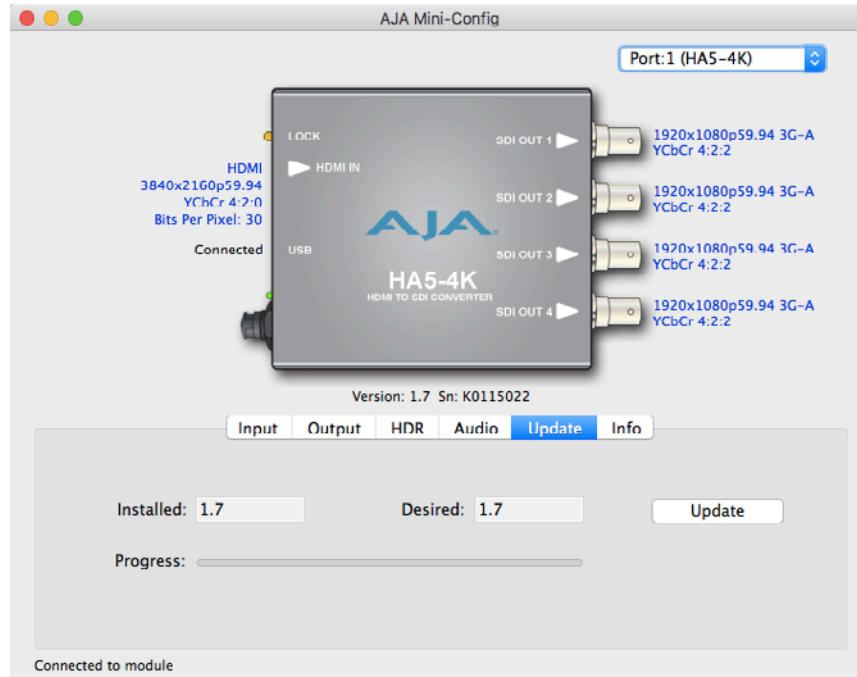 AJA Mini-Config
Port:1 (HA5-4K)
LOCK
HDMI IN
HDMI
3840x2160p59.94
YCbCr 4:2:0
Bits Per Pixel: 30
Connected
USB
AJA
HA5-4K
HDMI TO SDI CONVERTER
SDI OUT 1
1920x1080p59.94 3G-A
YCbCr 4:2:2
SDI OUT 2
1920x1080p59.94 3G-A
YCbCr 4:2:2
SDI OUT 3
1920x1080p59.94 3G-A
YCbCr 4:2:2
SDI OUT 4
1920x1080p59.94 3G-A
YCbCr 4:2:2
Version: 1.7 Sn: K0115022
Input Output HDR Audio Update Info
Installed: 1.7 Desired: 1.7 Update
Progress:
Connected to module